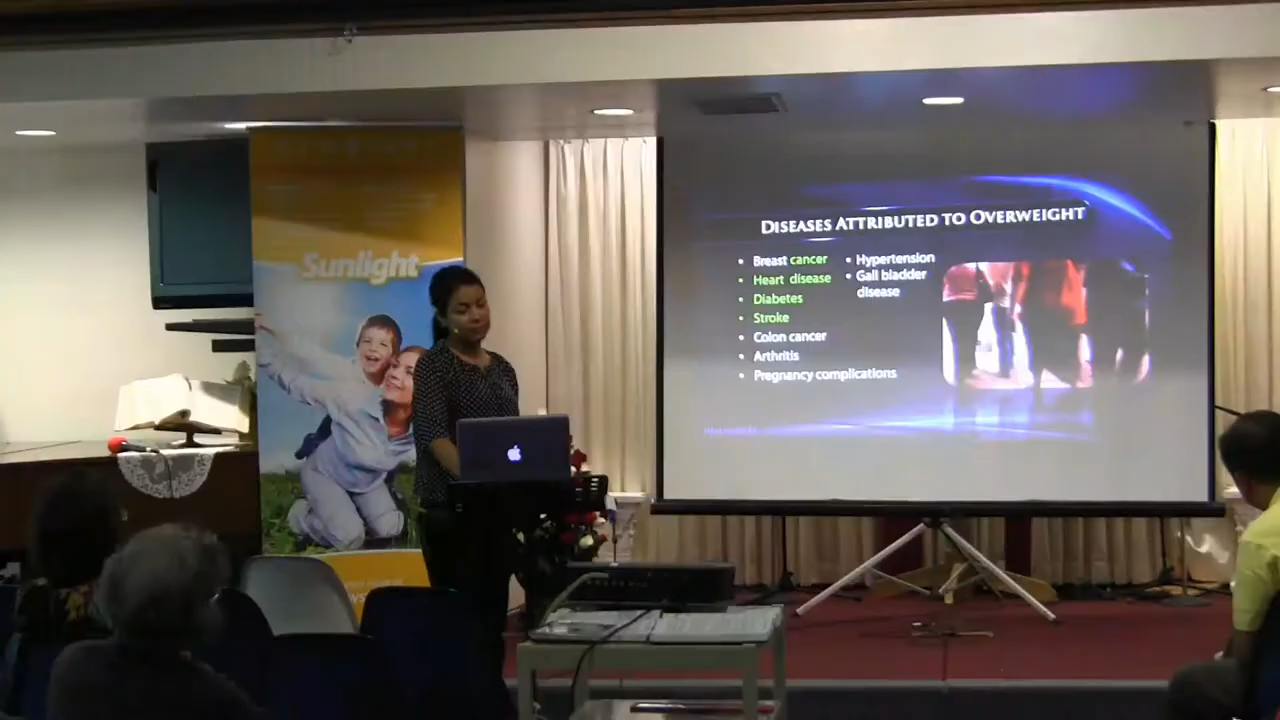 Sunlight
DISEASES ATTRIBUTED TO OVERWEIGHT
• Breast cancer
• Heart disease
• Diabetes
• Stroke
• Colon cancer
• Arthritis
• Pregnancy complications
• Hypertension
• Gall bladder
disease